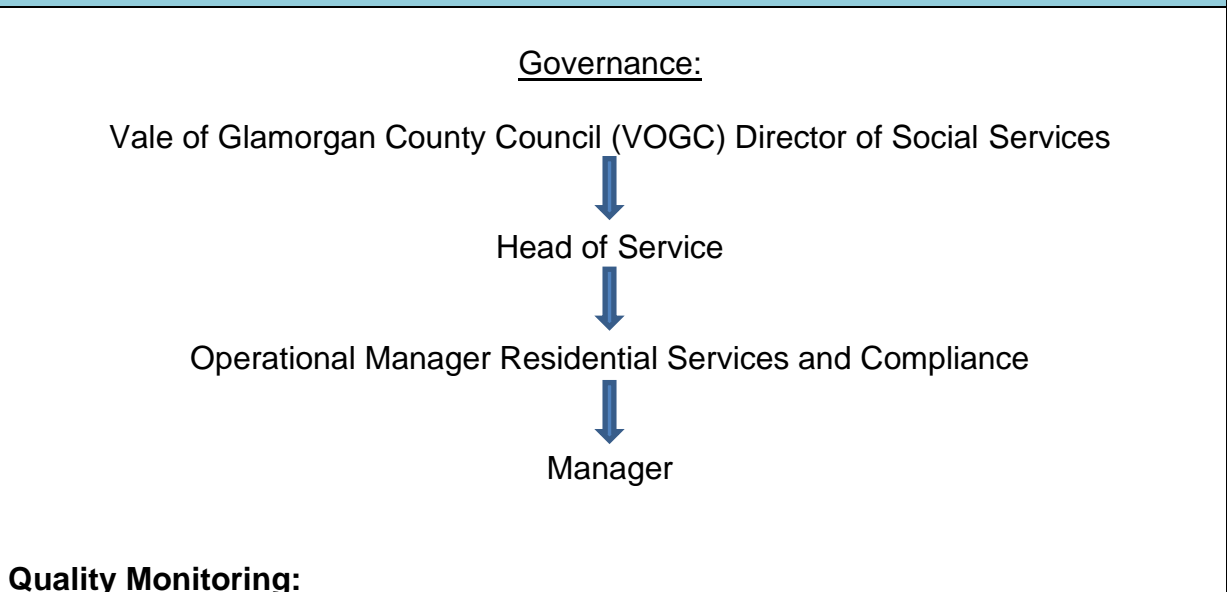 Governance:
Vale of Glamorgan County Council (VOGC) Director of Social Services
Head of Service
Operational Manager Residential Services and Compliance
Manager
Quality Monitoring: